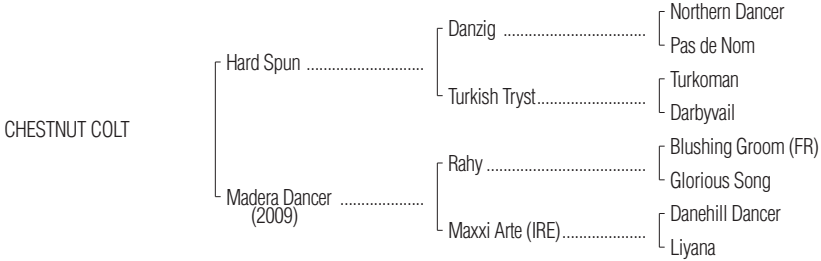 Northern Dancer
Danzig ..................................
Pas de Nom
Hard Spun ............................
Turkoman
Turkish Tryst..........................
Darbyvail
CHESTNUT COLT
Blushing Groom (FR)
Rahy ......................................
Glorious Song
Madera Dancer ....................
(2009)
Danehill Dancer
Maxxi Arte (IRE)....................
Liyana